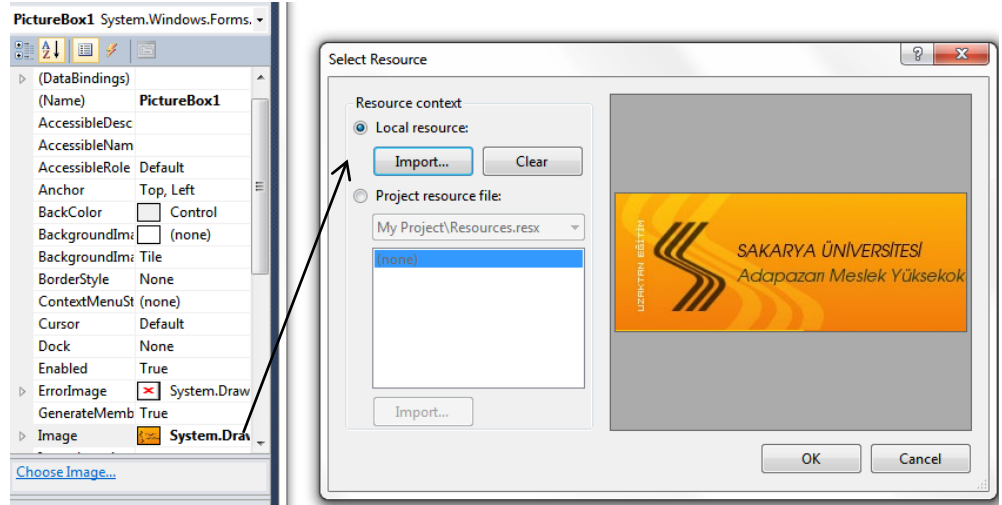 PictureBox1 System.Windows.Forms.
(DataBindings)
(Name) PictureBox1
AccessibleDesc
AccessibleNam
AccessibleRole Default
Anchor Top, Left
BackColor Control
BackgroundIma (none)
BackgroundIma Tile
BorderStyle None
ContextMenuSt (none)
Cursor Default
Dock None
Enabled True
ErrorImage System.Draw
GenerateMemb True
Image System.Drav
Choose Image...
Select Resource
Resource context
Local resource:
Import... Clear
Project resource file:
My Project\Resources.resx
(none)
Import...
UZAKTAN EĞİTİM
SAKARYA ÜNİVERSİTESİ
Adapazarı Meslek Yüksekok
OK Cancel